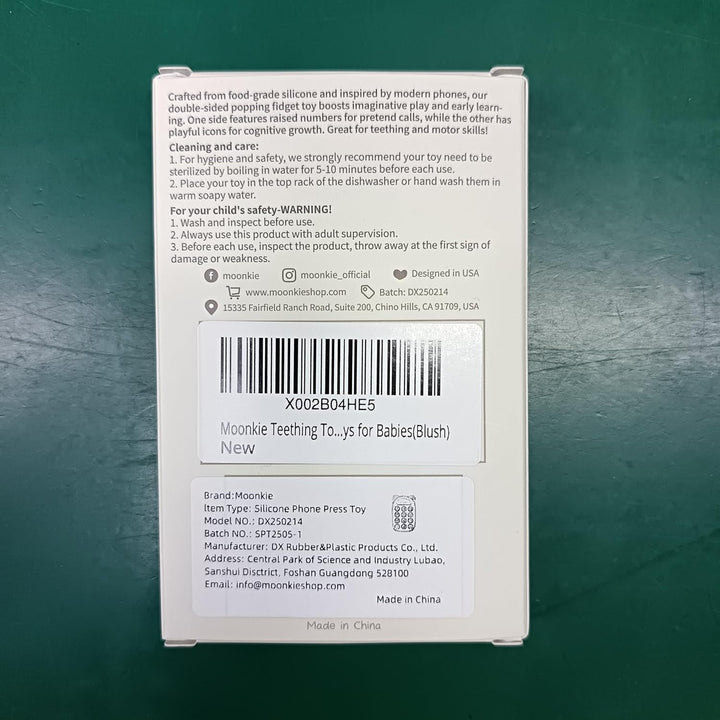 Crafted from food-grade silicone and inspired by modern phones, our
double-sided popping fidget toy boosts imaginative play and early learn-
ing. One side features raised numbers for pretend calls, while the other has
playful icons for cognitive growth. Great for teething and motor skills!
Cleaning and care:
1. For hygiene and safety, we strongly recommend your toy need to be
sterilized by boiling in water for 5-10 minutes before each use.
2. Place your toy in the top rack of the dishwasher or hand wash them in
warm soapy water.
For your child's safety-WARNING!
1. Wash and inspect before use.
2. Always use this product with adult supervision.
3. Before each use, inspect the product, throw away at the first sign of
damage or weakness.
moonkie moonkie_official Designed in USA
www.moonkieshop.com Batch: DX250214
15335 Fairfield Ranch Road, Suite 200, Chino Hills, CA 91709, USA
X002B04HE5
Moonkie Teething To...ys for Babies(Blush)
New
Brand:Moonkie
Item Type: Silicone Phone Press Toy
Model NO.: DX250214
Batch NO.: SPT2505-1
Manufacturer: DX Rubber&Plastic Products Co., Ltd.
Address: Central Park of Science and Industry Lubao,
Sanshui Disctrict, Foshan Guangdong 528100
Email: info@moonkieshop.com
Made in China
Made in China